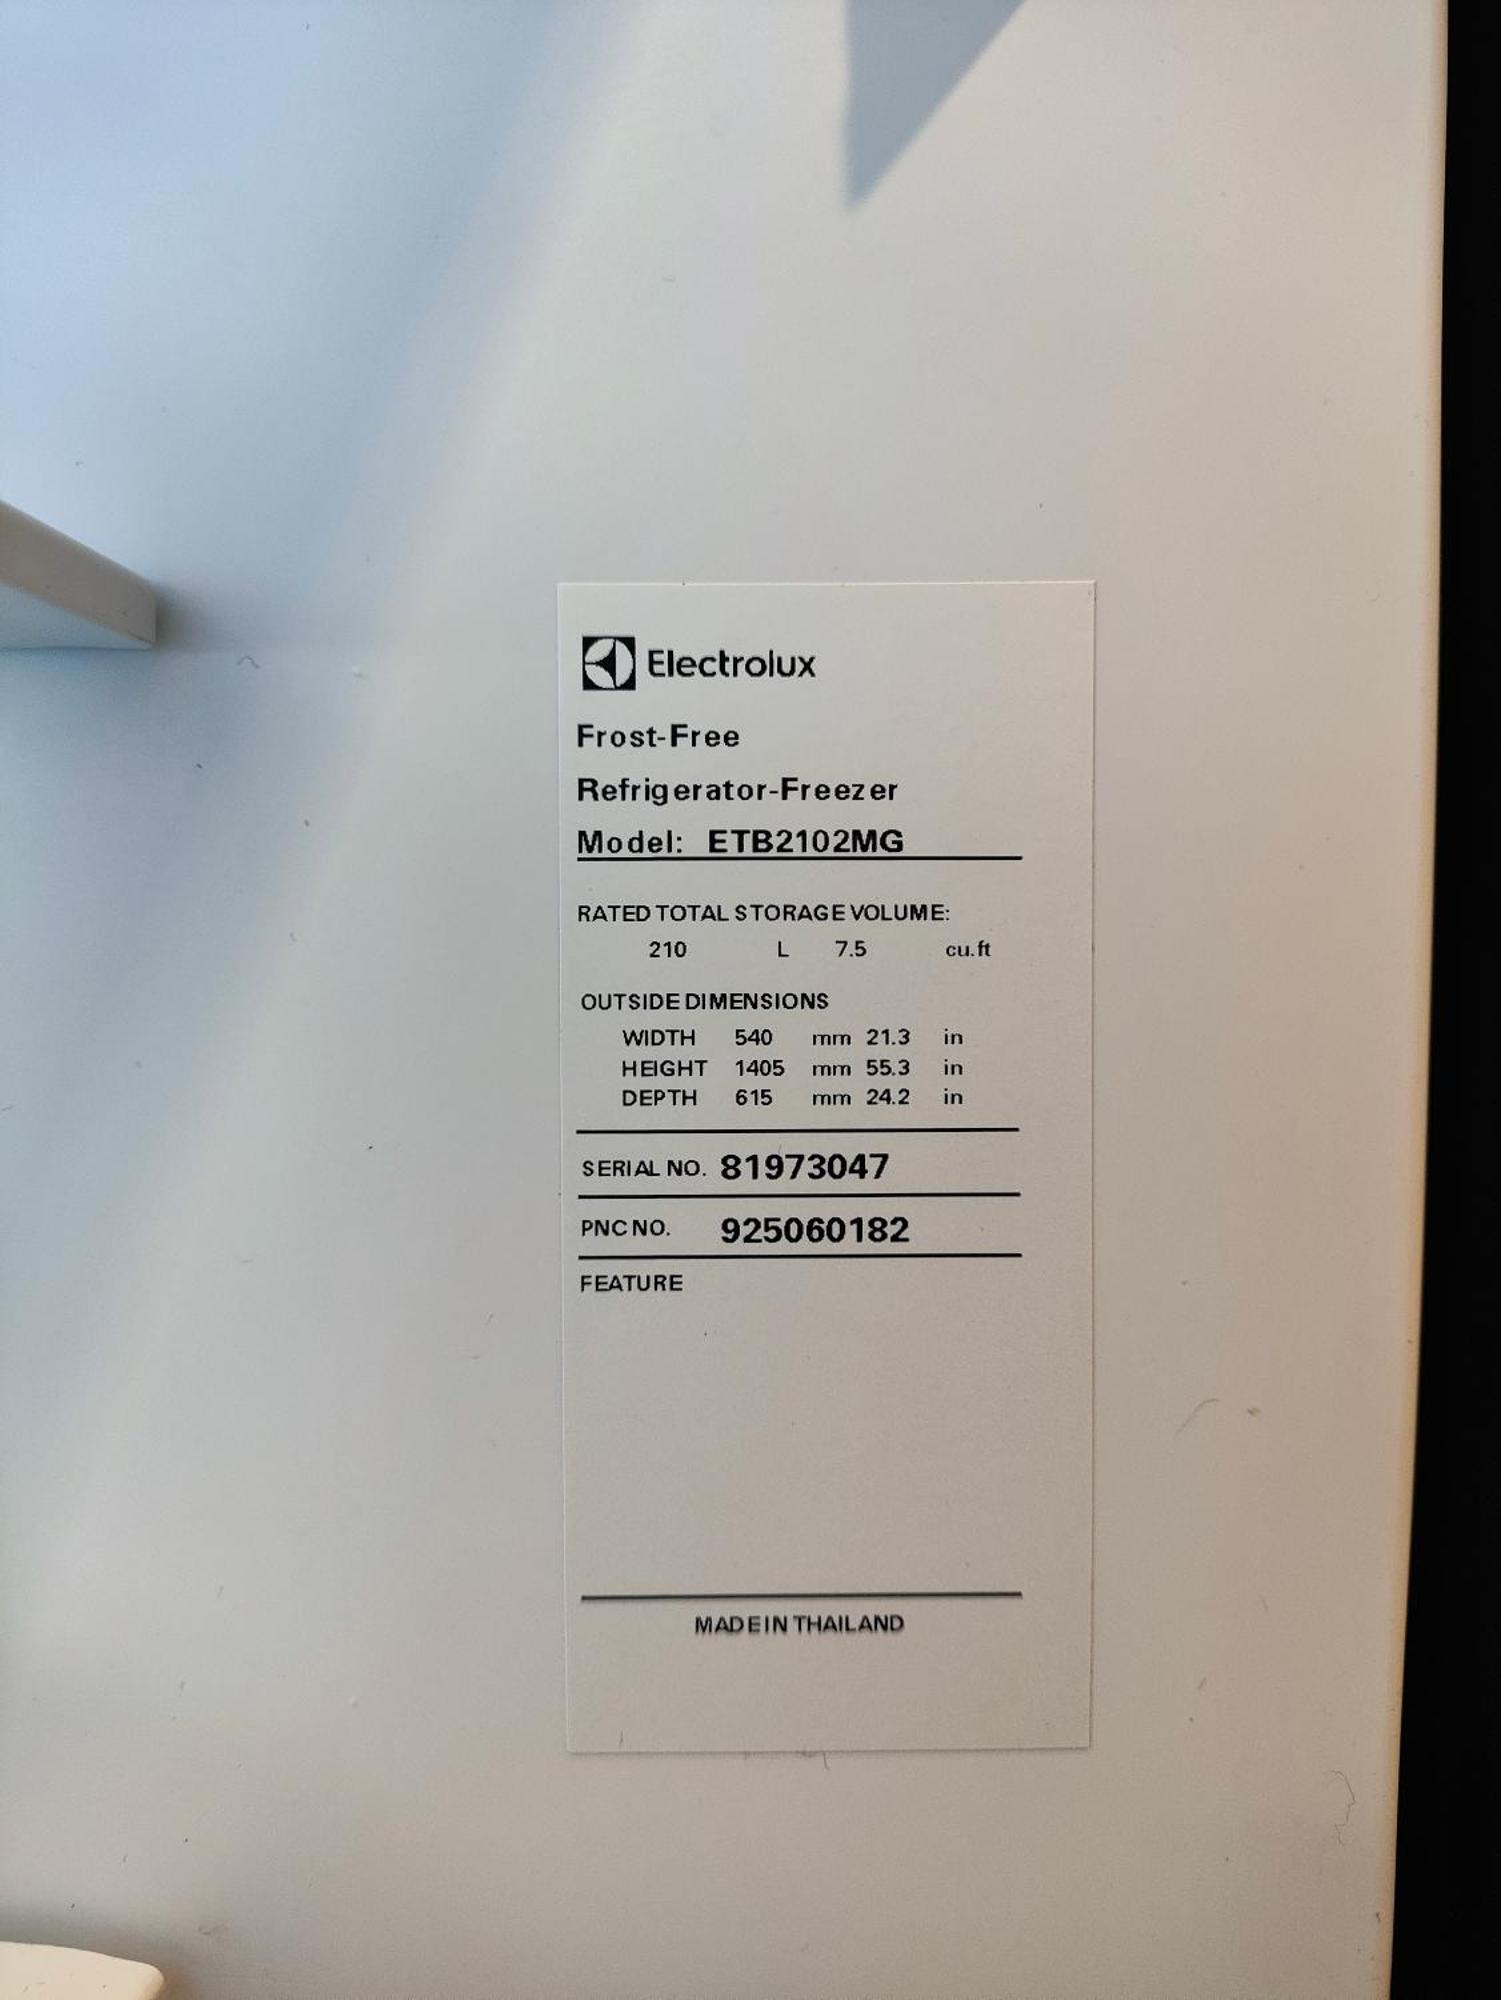 Electrolux
Frost-Free
Refrigerator-Freezer
Model: ETB2102MG
RATED TOTAL STORAGE VOLUME:
210 L 7.5 cu.ft
OUTSIDE DIMENSIONS
WIDTH 540 mm 21.3 in
HEIGHT 1405 mm 55.3 in
DEPTH 615 mm 24.2 in
SERIAL NO. 81973047
PNC NO. 925060182
FEATURE
MADE IN THAILAND